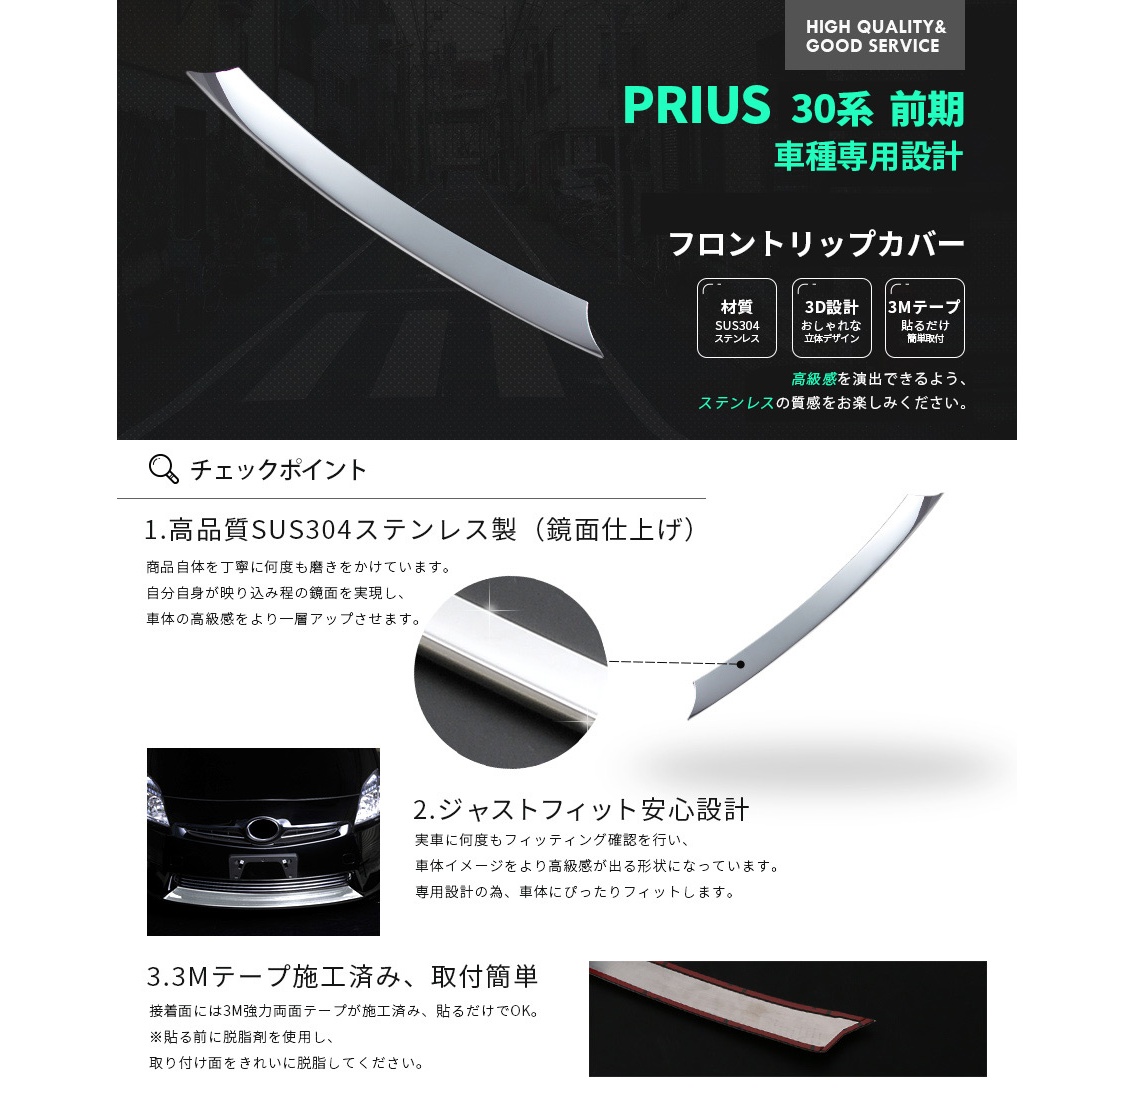 HIGH QUALITY&
GOOD SERVICE
PRIUS 30系 前期
車種専用設計
フロントリップカバー
材質
SUS304
ステンレス
3D設計
おしゃれな
立体デザイン
3Mテープ
貼るだけ
簡単取付
高級感を演出できるよう、
ステンレスの質感をお楽しみください。
チェックポイント
1.高品質SUS304ステンレス製（鏡面仕上げ）
商品自体を丁寧に何度も磨きをかけています。
自分自身が映り込み程の鏡面を実現し、
車体の高級感をより一層アップさせます。
2.ジャストフィット安心設計
実車に何度もフィッティング確認を行い、
車体イメージをより高級感が出る形状になっています。
専用設計の為、車体にぴったりフィットします。
3.3Mテープ施工済み、取付簡単
接着面には3M強力両面テープが施工済み、貼るだけでOK。
※貼る前に脱脂剤を使用し、
取り付け面をきれいに脱脂してください。